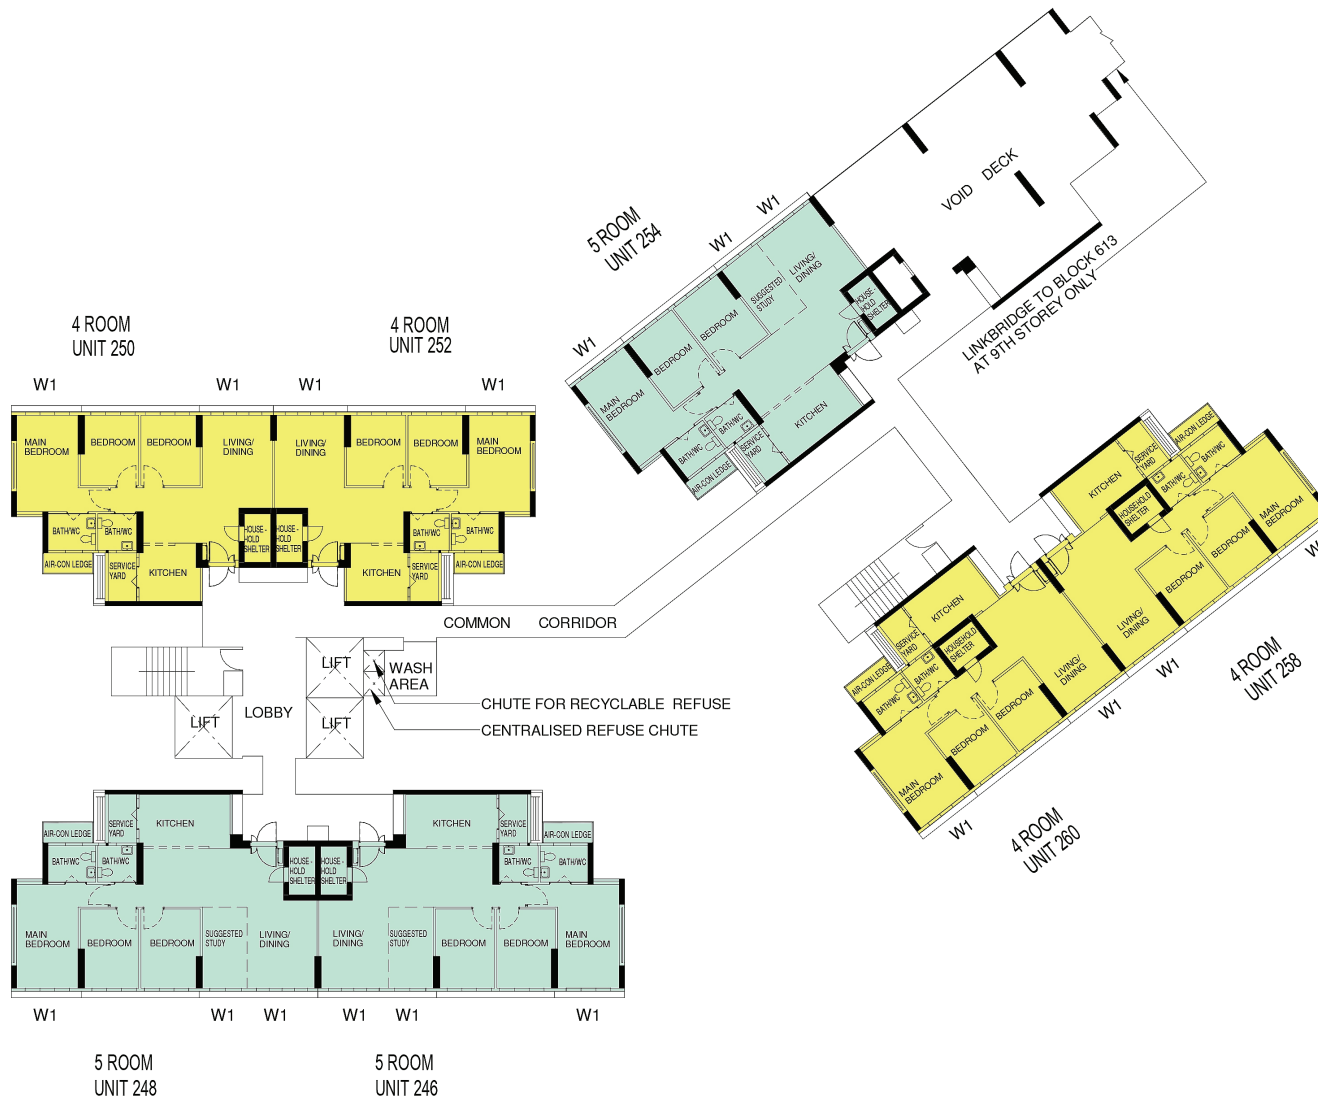 5 ROOM
UNIT 254
W1
W1
W1
MAIN
BEDROOM
BEDROOM
BEDROOM
SUGGESTED
STUDY
LIVING/
DINING
HOUSE -
HOLD
SHELTER
BATH/WC
BATH/WC
SERVICE
YARD
AIR-CON LEDGE
KITCHEN
VOID DECK
LINKBRIDGE TO BLOCK 613
AT 9TH STOREY ONLY
4 ROOM
UNIT 250
4 ROOM
UNIT 252
W1
W1
W1
W1
MAIN
BEDROOM
BEDROOM
BEDROOM
LIVING/
DINING
LIVING/
DINING
BEDROOM
BEDROOM
MAIN
BEDROOM
BATH/WC
BATH/WC
HOUSE -
HOLD
SHELTER
HOUSE -
HOLD
SHELTER
BATH/WC
BATH/WC
AIR-CON LEDGE
SERVICE
YARD
KITCHEN
KITCHEN
SERVICE
YARD
AIR-CON LEDGE
COMMON CORRIDOR
LIFT
WASH
AREA
LIFT
LOBBY
LIFT
CHUTE FOR RECYCLABLE REFUSE
CENTRALISED REFUSE CHUTE
AIR-CON LEDGE
SERVICE
YARD
KITCHEN
KITCHEN
SERVICE
YARD
AIR-CON LEDGE
BATH/WC
BATH/WC
HOUSE -
HOLD
SHELTER
HOUSE -
HOLD
SHELTER
BATH/WC
BATH/WC
MAIN
BEDROOM
BEDROOM
BEDROOM
SUGGESTED
STUDY
LIVING/
DINING
LIVING/
DINING
SUGGESTED
STUDY
BEDROOM
BEDROOM
MAIN
BEDROOM
W1
W1
W1
W1
W1
W1
5 ROOM
UNIT 248
5 ROOM
UNIT 246
AIR-CON LEDGE
BATH/WC
BATH/WC
SERVICE
YARD
KITCHEN
HOUSEHOLD
SHELTER
MAIN
BEDROOM
BEDROOM
BEDROOM
LIVING/
DINING
W1
W1
4 ROOM
UNIT 258
KITCHEN
SERVICE
YARD
HOUSEHOLD
SHELTER
AIR-CON LEDGE
BATH/WC
BATH/WC
LIVING/
DINING
BEDROOM
BEDROOM
MAIN
BEDROOM
W1
W1
4 ROOM
UNIT 260